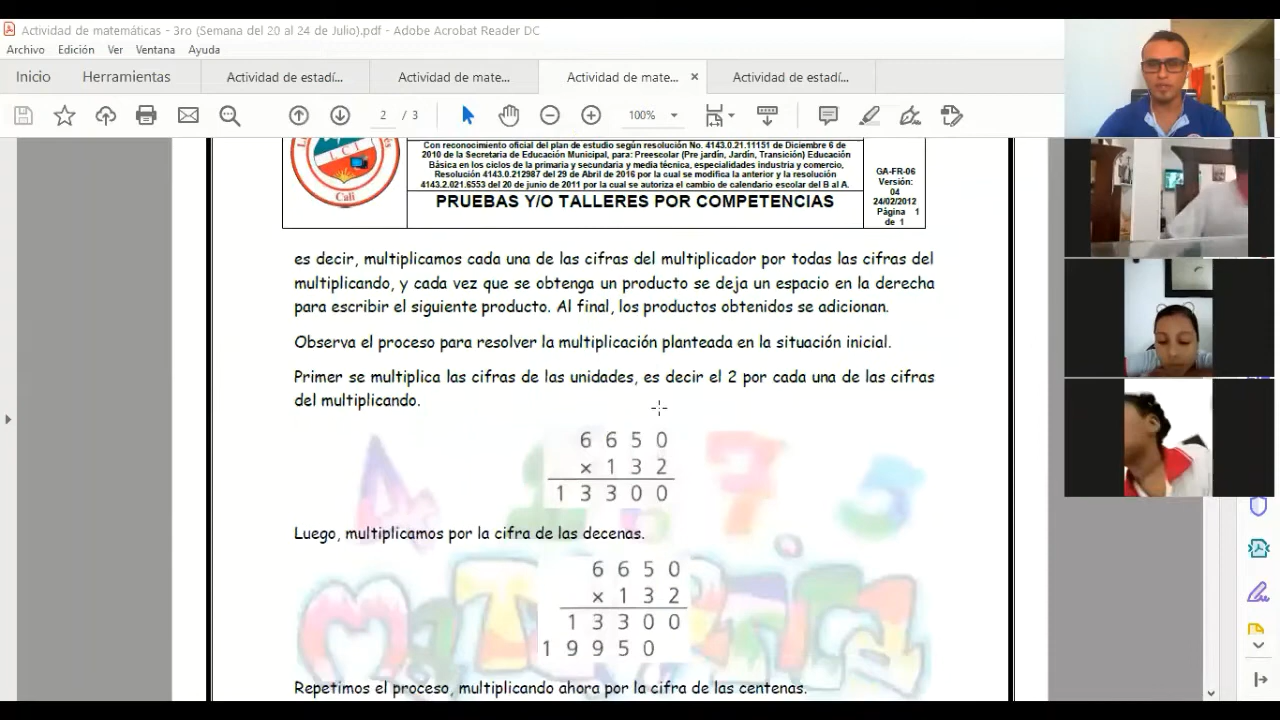 Actividad de matemáticas - 3ro (Semana del 20 al 24 de Julio).pdf - Adobe Acrobat Reader DC
Archivo Edición Ver Ventana Ayuda
Inicio Herramientas Actividad de estadí... Actividad de mate... Actividad de mate... × Actividad de estadí...
2 / 3 100%
Con reconocimiento oficial del plan de estudio según resolución No. 4143.0.21.11151 de Diciembre 6 de
2010 de la Secretaria de Educación Municipal, para: Preescolar (Pre jardín, Jardín, Transición) Educación
Básica en los ciclos de la primaria y secundaria y media técnica, especialidades industria y comercio,
Resolución 4143.0.212987 del 29 de Abril de 2016 por la cual se modifica la anterior y la resolución
4143.2.021.6553 del 20 de junio de 2011 por la cual se autoriza el cambio de calendario escolar del B al A.
PRUEBAS Y/O TALLERES POR COMPETENCIAS
GA-FR-06
Versión:
04
24/02/2012
Página 1
de 1
Cali
es decir, multiplicamos cada una de las cifras del multiplicador por todas las cifras del
multiplicando, y cada vez que se obtenga un producto se deja un espacio en la derecha
para escribir el siguiente producto. Al final, los productos obtenidos se adicionan.
Observa el proceso para resolver la multiplicación planteada en la situación inicial.
Primer se multiplica las cifras de las unidades, es decir el 2 por cada una de las cifras
del multiplicando.
6 6 5 0
× 1 3 2
1 3 3 0 0
Luego, multiplicamos por la cifra de las decenas.
6 6 5 0
× 1 3 2
1 3 3 0 0
1 9 9 5 0
Repetimos el proceso, multiplicando ahora por la cifra de las centenas.